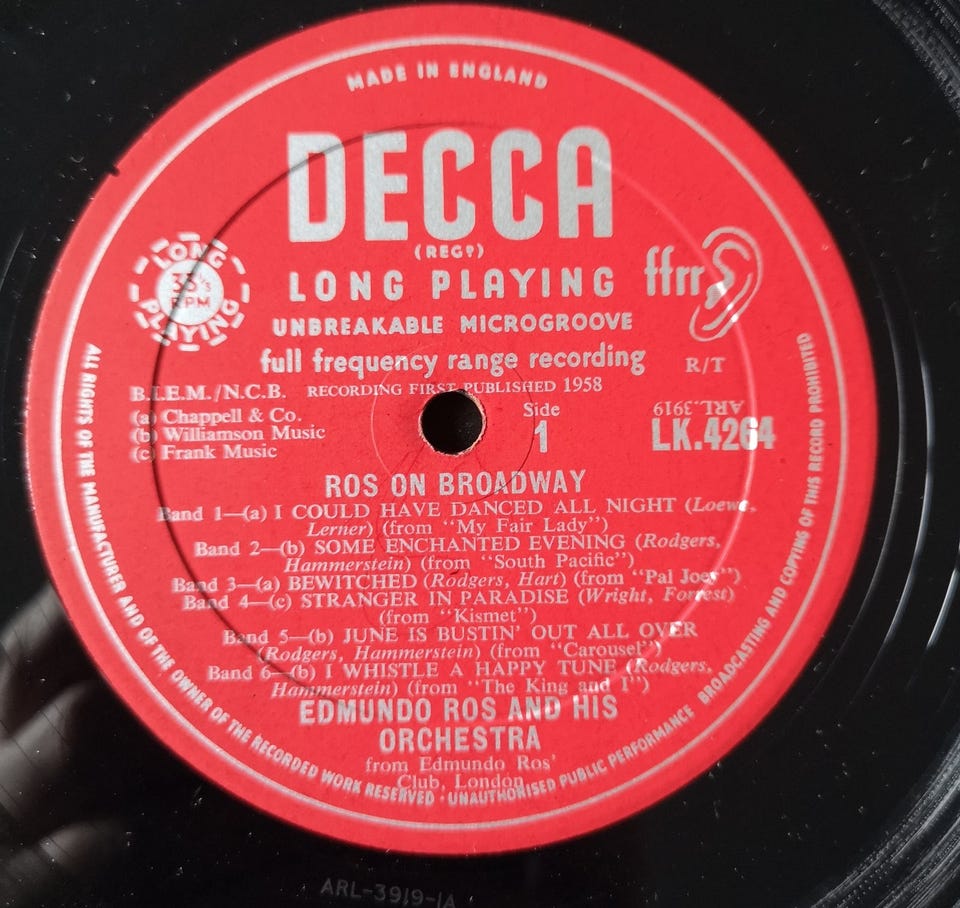 MADE IN ENGLAND
DECCA
(REGD)
LONG PLAYING
33⅓
RPM
LONG PLAYING
ffrr
UNBREAKABLE MICROGROOVE
full frequency range recording
R/T
B.I.E.M./N.C.B. RECORDING FIRST PUBLISHED 1958
(a) Chappell & Co.
(b) Williamson Music
(c) Frank Music
Side
1
ARL.3919
LK.4264
ROS ON BROADWAY
Band 1—(a) I COULD HAVE DANCED ALL NIGHT (Loewe,
Lerner) (from "My Fair Lady")
Band 2—(b) SOME ENCHANTED EVENING (Rodgers,
Hammerstein) (from "South Pacific")
Band 3—(a) BEWITCHED (Rodgers, Hart) (from "Pal Joey")
Band 4—(c) STRANGER IN PARADISE (Wright, Forrest)
(from "Kismet")
Band 5—(b) JUNE IS BUSTIN' OUT ALL OVER
(Rodgers, Hammerstein) (from "Carousel")
Band 6—(b) I WHISTLE A HAPPY TUNE (Rodgers,
Hammerstein) (from "The King and I")
EDMUNDO ROS AND HIS
ORCHESTRA
from Edmundo Ros'
Club, London
ALL RIGHTS OF THE MANUFACTURER AND OF THE OWNER OF THE RECORDED WORK RESERVED · UNAUTHORISED PUBLIC PERFORMANCE BROADCASTING AND COPYING OF THIS RECORD PROHIBITED
ARL-3919-1A